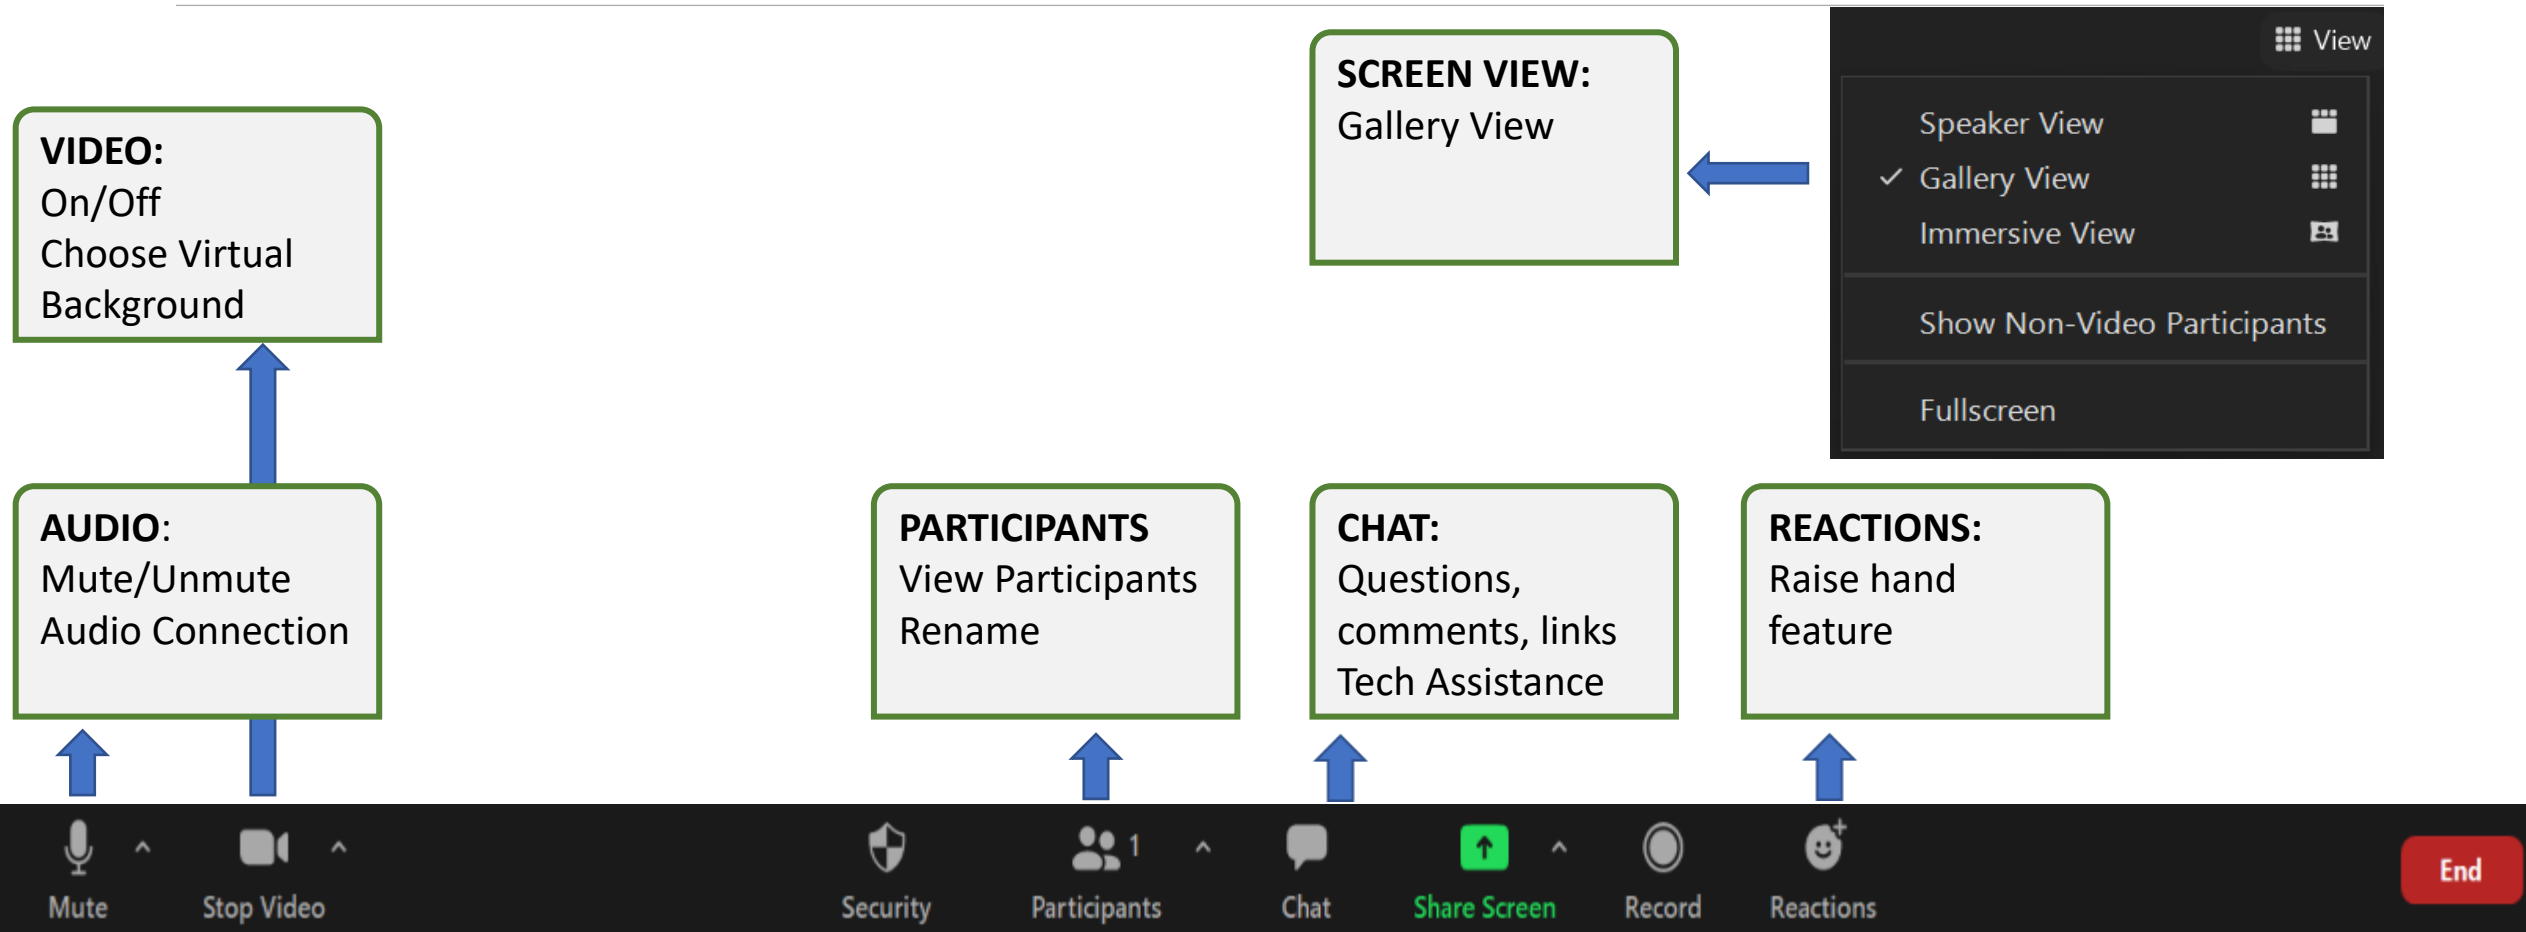 View
SCREEN VIEW:
Gallery View
Speaker View
Gallery View
Immersive View
Show Non-Video Participants
Fullscreen
VIDEO:
On/Off
Choose Virtual
Background
AUDIO:
Mute/Unmute
Audio Connection
PARTICIPANTS
View Participants
Rename
CHAT:
Questions,
comments, links
Tech Assistance
REACTIONS:
Raise hand
feature
1
Mute
Stop Video
Security
Participants
Chat
Share Screen
Record
Reactions
End